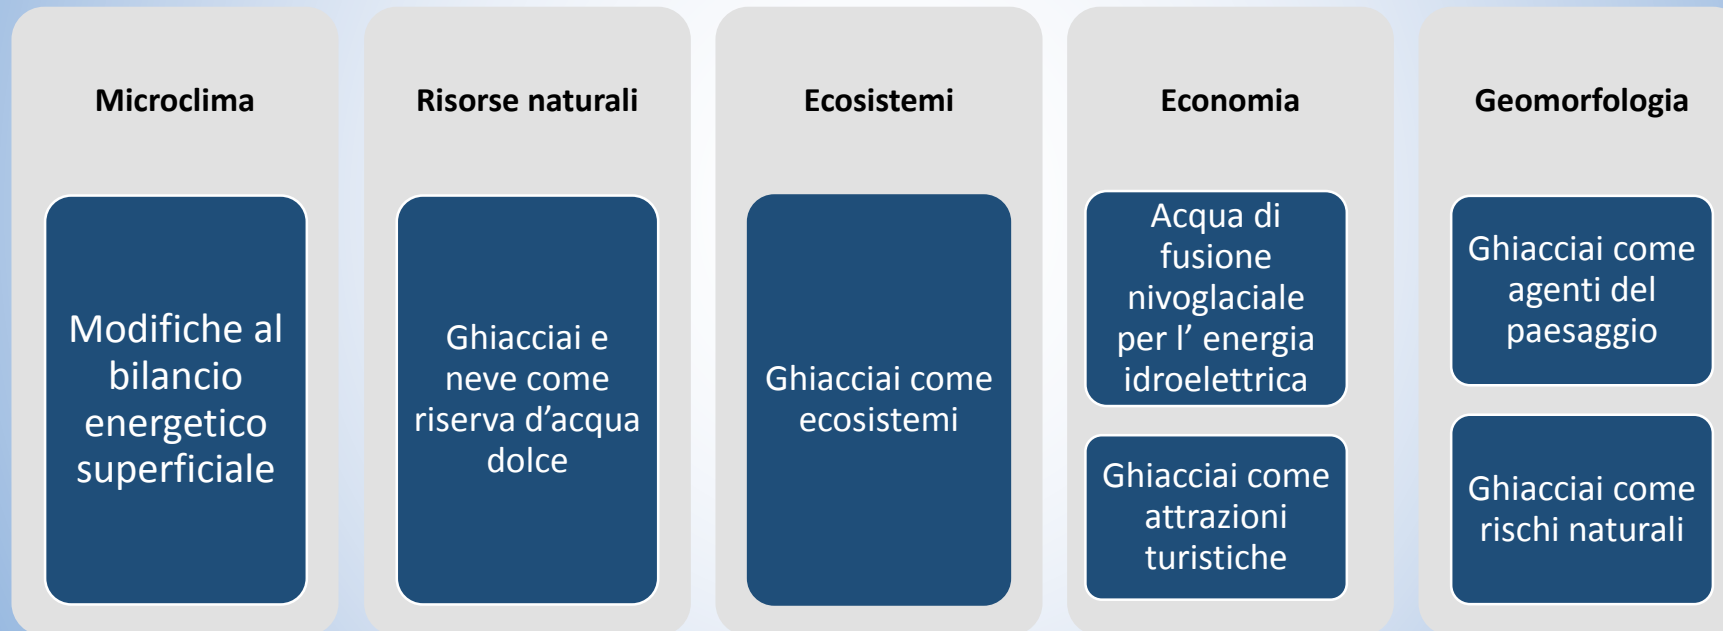 Microclima
Modifiche al
bilancio
energetico
superficiale
Risorse naturali
Ghiacciai e
neve come
riserva d’acqua
dolce
Ecosistemi
Ghiacciai come
ecosistemi
Economia
Acqua di
fusione
nivoglaciale
per l’ energia
idroelettrica
Ghiacciai come
attrazioni
turistiche
Geomorfologia
Ghiacciai come
agenti del
paesaggio
Ghiacciai come
rischi naturali